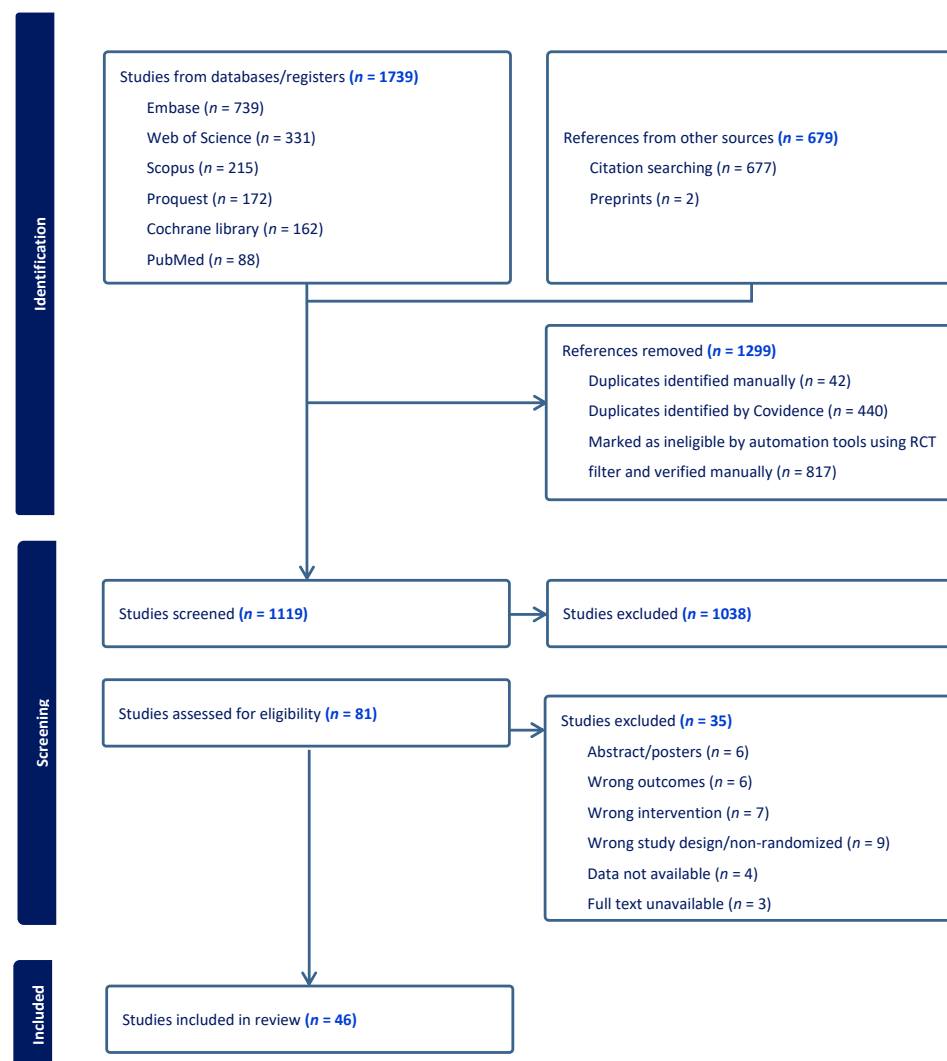 Identification
Studies from databases/registers (n = 1739)
Embase (n = 739)
Web of Science (n = 331)
Scopus (n = 215)
Proquest (n = 172)
Cochrane library (n = 162)
PubMed (n = 88)
References from other sources (n = 679)
Citation searching (n = 677)
Preprints (n = 2)
References removed (n = 1299)
Duplicates identified manually (n = 42)
Duplicates identified by Covidence (n = 440)
Marked as ineligible by automation tools using RCT
filter and verified manually (n = 817)
Screening
Studies screened (n = 1119)
Studies excluded (n = 1038)
Studies assessed for eligibility (n = 81)
Studies excluded (n = 35)
Abstract/posters (n = 6)
Wrong outcomes (n = 6)
Wrong intervention (n = 7)
Wrong study design/non-randomized (n = 9)
Data not available (n = 4)
Full text unavailable (n = 3)
Included
Studies included in review (n = 46)